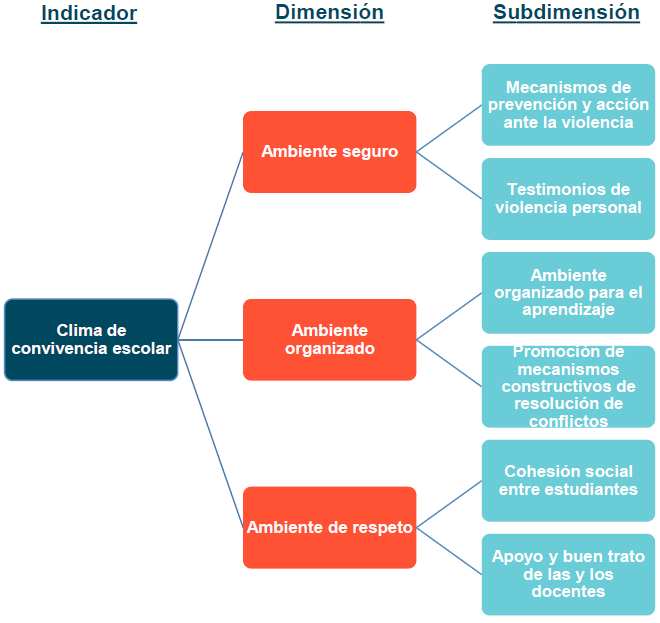 Indicador
Dimensión
Subdimensión
Clima de
convivencia escolar
Ambiente seguro
Mecanismos de
prevención y acción
ante la violencia
Testimonios de
violencia personal
Ambiente
organizado
Ambiente
organizado para el
aprendizaje
Promoción de
mecanismos
constructivos de
resolución de
conflictos
Ambiente de respeto
Cohesión social
entre estudiantes
Apoyo y buen trato
de las y los
docentes